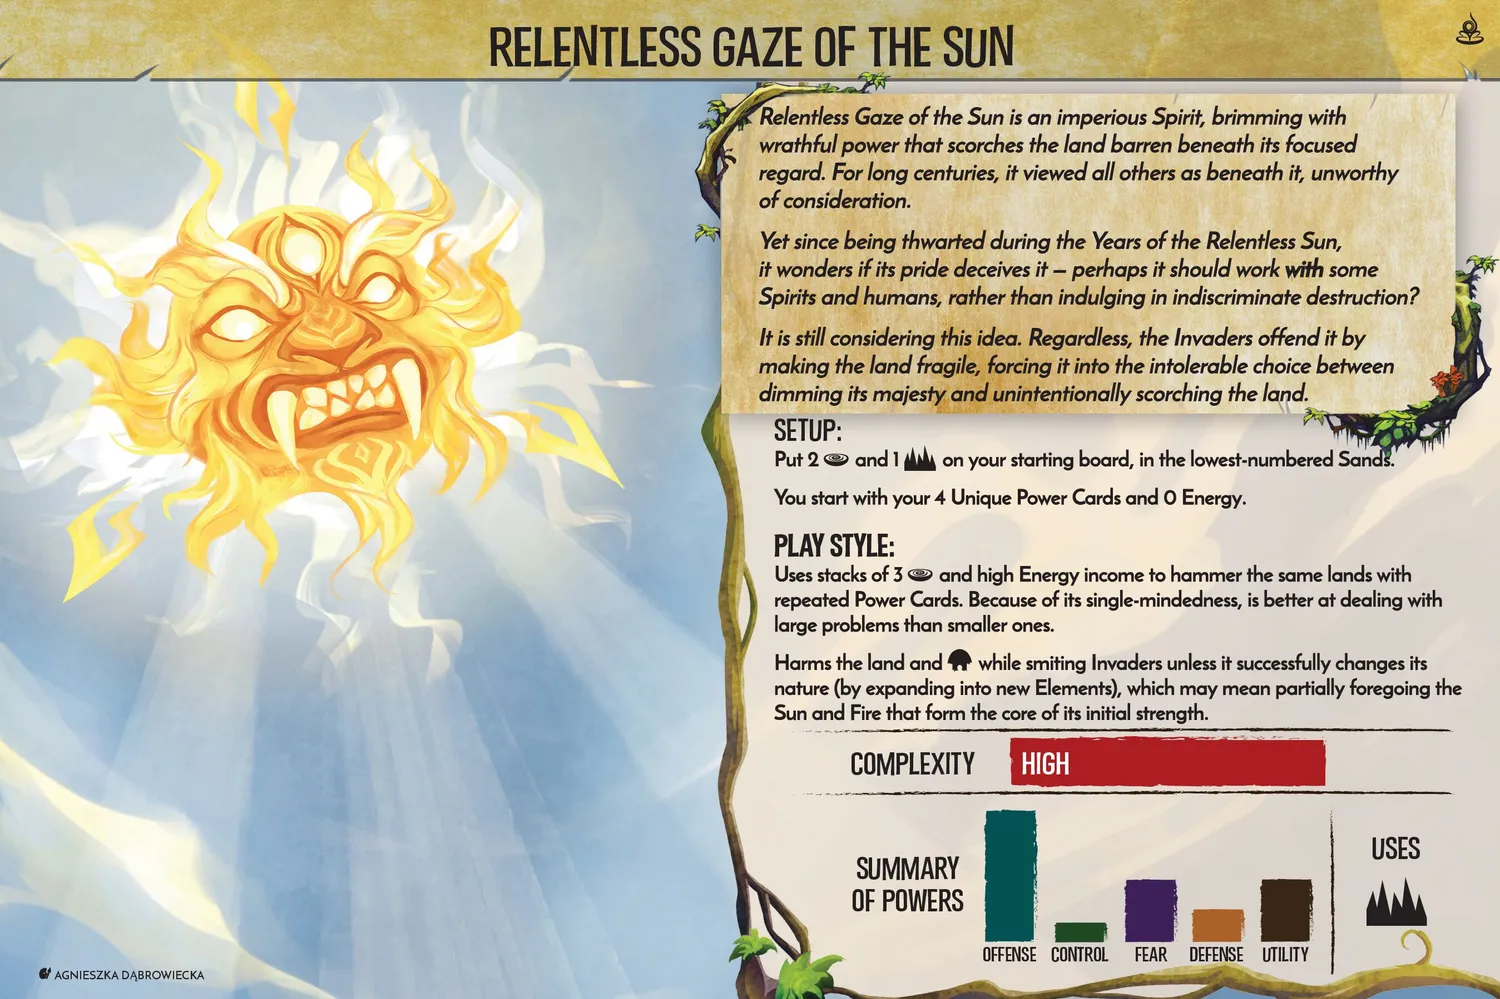 RELENTLESS GAZE OF THE SUN
Relentless Gaze of the Sun is an imperious Spirit, brimming with
wrathful power that scorches the land barren beneath its focused
regard. For long centuries, it viewed all others as beneath it, unworthy
of consideration.
Yet since being thwarted during the Years of the Relentless Sun,
it wonders if its pride deceives it – perhaps it should work with some
Spirits and humans, rather than indulging in indiscriminate destruction?
It is still considering this idea. Regardless, the Invaders offend it by
making the land fragile, forcing it into the intolerable choice between
dimming its majesty and unintentionally scorching the land.
SETUP:
Put 2 and 1 on your starting board, in the lowest-numbered Sands.
You start with your 4 Unique Power Cards and 0 Energy.
PLAY STYLE:
Uses stacks of 3 and high Energy income to hammer the same lands with
repeated Power Cards. Because of its single-mindedness, is better at dealing with
large problems than smaller ones.
Harms the land and while smiting Invaders unless it successfully changes its
nature (by expanding into new Elements), which may mean partially foregoing the
Sun and Fire that form the core of its initial strength.
COMPLEXITY HIGH
SUMMARY
OF POWERS
OFFENSE CONTROL FEAR DEFENSE UTILITY
USES
AGNIESZKA DĄBROWIECKA